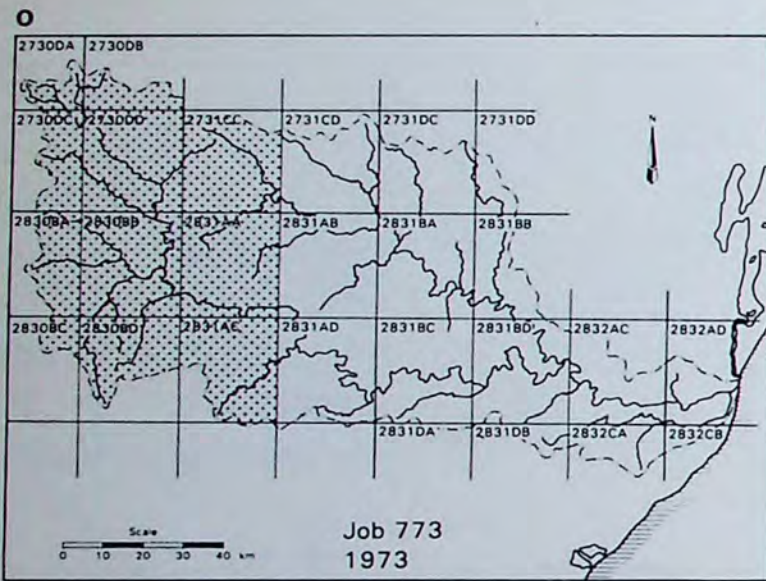 O
2730DA 2730DB
2730DC 2730DD 2731CC 2731CD 2731DC 2731DD
N
2830BA 2830BB 2831AA 2831AB 2831BA 2831BB
2830BC 2830BD 2831AC 2831AD 2831BC 2831BD 2832AC 2832AD
2831DA 2831DB 2832CA 2832CB
Scale
0 10 20 30 40 km
Job 773
1973